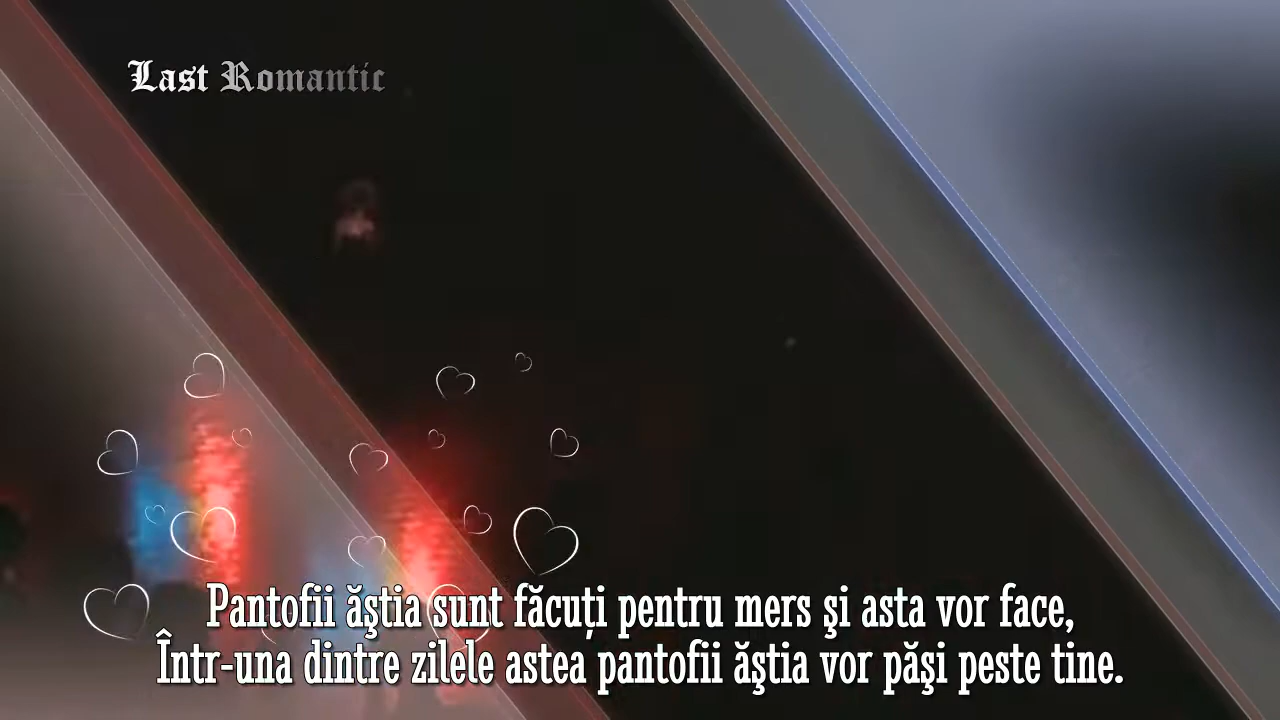 Last Romantic
Pantofii ăştia sunt făcuţi pentru mers şi asta vor face,
Într-una dintre zilele astea pantofii ăştia vor păşi peste tine.